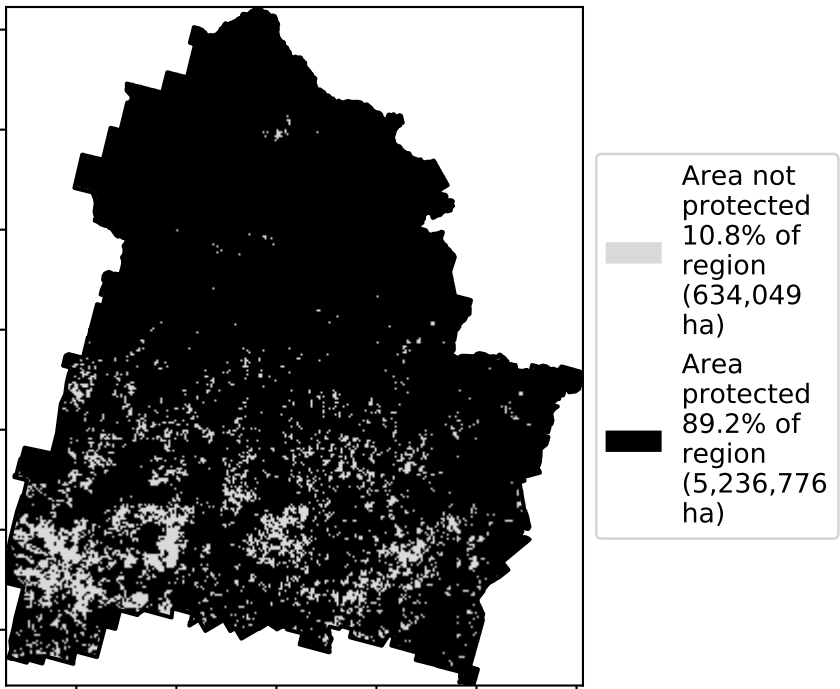 Area not
protected
10.8% of
region
(634,049
ha)
Area
protected
89.2% of
region
(5,236,776
ha)